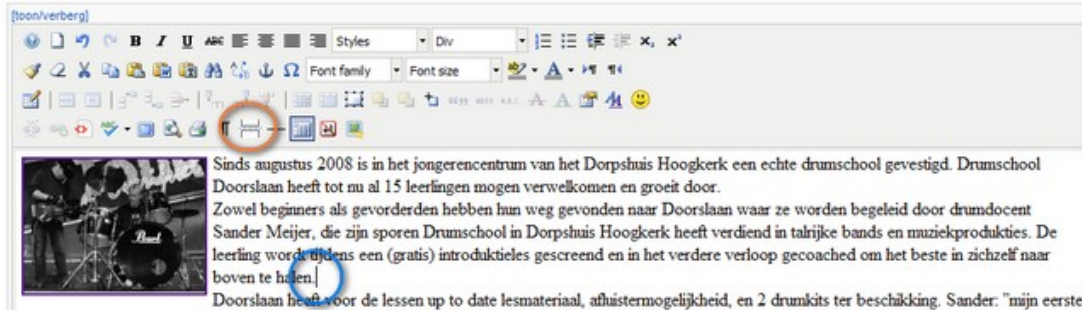 [toon/verberg]
B I U ABC Styles Div x₂ x²
Font family Font size A
A A
Sinds augustus 2008 is in het jongerencentrum van het Dorpshuis Hoogkerk een echte drumschool gevestigd. Drumschool
Doorslaan heeft tot nu al 15 leerlingen mogen verwelkomen en groeit door.
Zowel beginners als gevorderden hebben hun weg gevonden naar Doorslaan waar ze worden begeleid door drumdocent
Sander Meijer, die zijn sporen Drumschool in Dorpshuis Hoogkerk heeft verdiend in talrijke bands en muziekprodukties. De
leerling wordt tijdens een (gratis) introduktieles gescreend en in het verdere verloop gecoached om het beste in zichzelf naar
boven te halen.
Doorslaan heeft voor de lessen up to date lesmateriaal, afluistermogelijkheid, en 2 drumkits ter beschikking. Sander: "mijn eerste